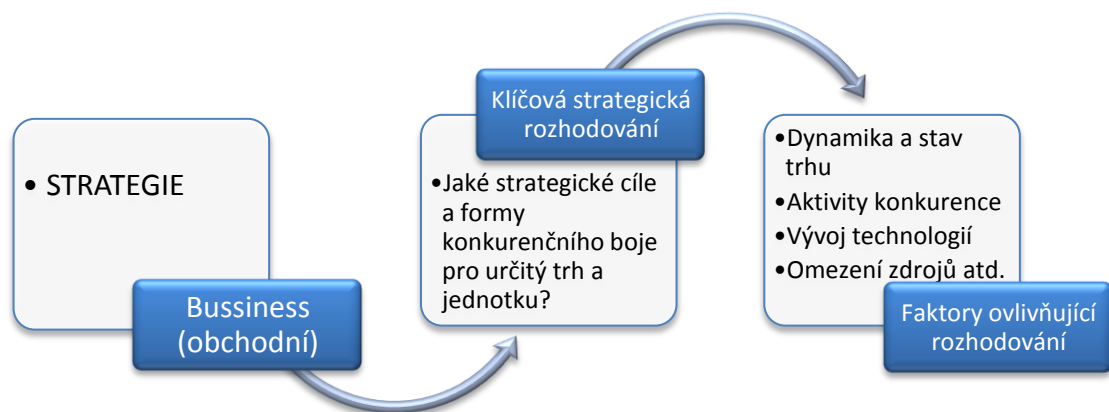 • STRATEGIE
Bussiness
(obchodní)
Klíčová strategická
rozhodování
•Jaké strategické cíle
a formy
konkurenčního boje
pro určitý trh a
jednotku?
•Dynamika a stav
trhu
•Aktivity konkurence
•Vývoj technologií
•Omezení zdrojů atd.
Faktory ovlivňující
rozhodování